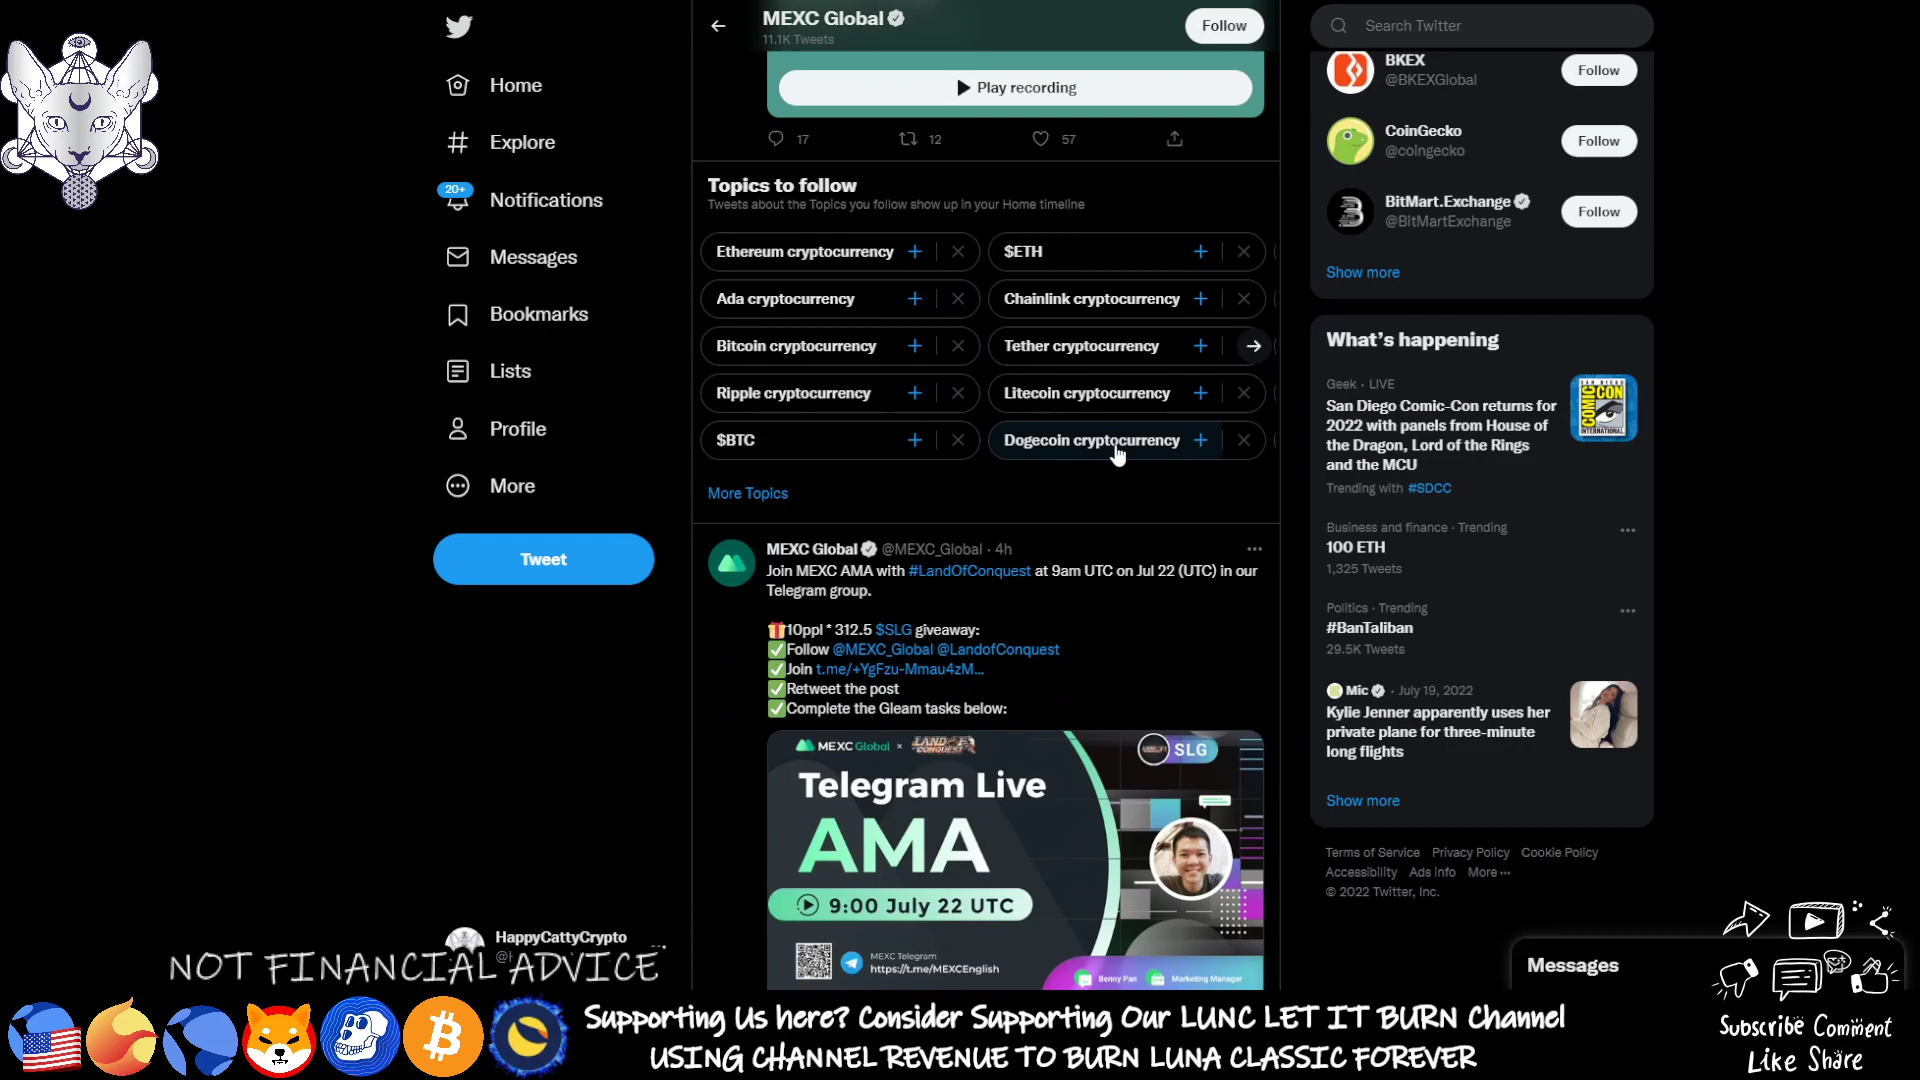 MEXC Global
11.1K Tweets
Follow
Search Twitter
Home
Explore
20+
Notifications
Messages
Bookmarks
Lists
Profile
More
Tweet
HappyCattyCrypto
Play recording
17
12
57
Topics to follow
Tweets about the Topics you follow show up in your Home timeline
Ethereum cryptocurrency
$ETH
Ada cryptocurrency
Chainlink cryptocurrency
Bitcoin cryptocurrency
Tether cryptocurrency
Ripple cryptocurrency
Litecoin cryptocurrency
$BTC
Dogecoin cryptocurrency
More Topics
MEXC Global @MEXC_Global · 4h
Join MEXC AMA with #LandOfConquest at 9am UTC on Jul 22 (UTC) in our
Telegram group.
🎁10ppl * 312.5 $SLG giveaway:
✅Follow @MEXC_Global @LandofConquest
✅Join t.me/+YgFzu-Mmau4zM...
✅Retweet the post
✅Complete the Gleam tasks below:
MEXC Global × LAND OF CONQUEST
SLG
Telegram Live
AMA
9:00 July 22 UTC
MEXC Telegram
https://t.me/MEXCEnglish
Benny Pan
Marketing Manager
BKEX
@BKEXGlobal
Follow
CoinGecko
@coingecko
Follow
BitMart.Exchange
@BitMartExchange
Follow
Show more
What's happening
Geek · LIVE
San Diego Comic-Con returns for
2022 with panels from House of
the Dragon, Lord of the Rings
and the MCU
Trending with #SDCC
COMIC CON
INTERNATIONAL
Business and finance · Trending
100 ETH
1,325 Tweets
Politics · Trending
#BanTaliban
29.5K Tweets
Mic · July 19, 2022
Kylie Jenner apparently uses her
private plane for three-minute
long flights
Show more
Terms of Service Privacy Policy Cookie Policy
Accessibility Ads info More
© 2022 Twitter, Inc.
Messages
NOT FINANCIAL ADVICE
Supporting Us here? Consider Supporting Our LUNC LET IT BURN Channel
USING CHANNEL REVENUE TO BURN LUNA CLASSIC FOREVER
Subscribe Comment
Like Share